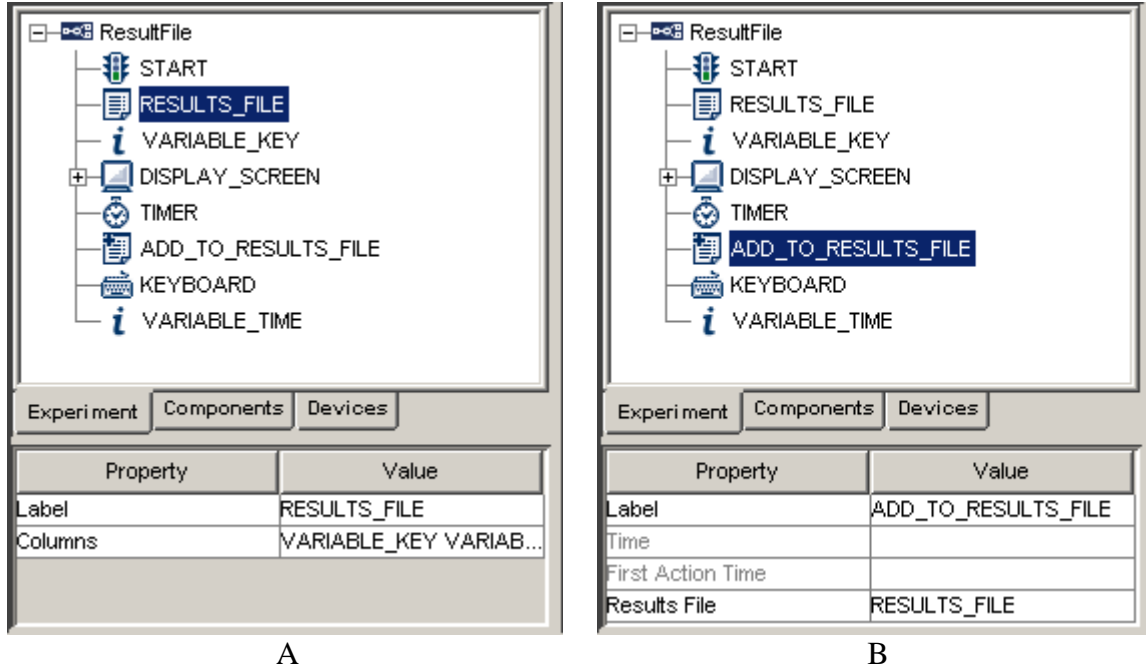 ResultFile
START
RESULTS_FILE
VARIABLE_KEY
DISPLAY_SCREEN
TIMER
ADD_TO_RESULTS_FILE
KEYBOARD
VARIABLE_TIME
Experiment Components Devices
Property Value
Label RESULTS_FILE
Columns VARIABLE_KEY VARIAB...
A
ResultFile
START
RESULTS_FILE
VARIABLE_KEY
DISPLAY_SCREEN
TIMER
ADD_TO_RESULTS_FILE
KEYBOARD
VARIABLE_TIME
Experiment Components Devices
Property Value
Label ADD_TO_RESULTS_FILE
Time
First Action Time
Results File RESULTS_FILE
B